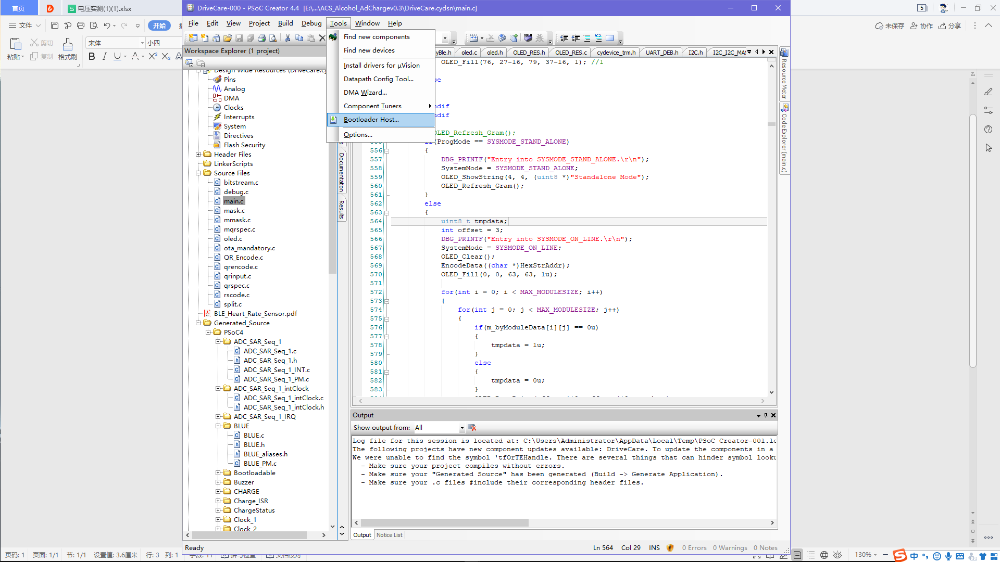 首页
电压实测(1)(1).xlsx
5
文件
开始
未保存
协作
分享
粘贴
剪切
复制
格式刷
宋体
小四
B I U A X² X₂ A
DriveCare-000 - PSoC Creator 4.4 [E:\...\ACS_Alcohol_AdChargev0.3\DriveCare.cydsn\main.c]
File Edit View Project Build Debug Tools Window Help
Find new components
Find new devices
Install drivers for µVision
Datapath Config Tool...
DMA Wizard...
Component Tuners
Bootloader Host...
Options...
Workspace Explorer (1 project)
Design Wide Resources (DriveCare.cy
Pins
Analog
DMA
Clocks
Interrupts
System
Directives
Flash Security
Header Files
LinkerScripts
Source Files
bitstream.c
debug.c
main.c
mask.c
mmask.c
mqrspec.c
oled.c
ota_mandatory.c
QR_Encode.c
qrencode.c
qrinput.c
qrspec.c
rscode.c
split.c
BLE_Heart_Rate_Sensor.pdf
Generated_Source
PSoC4
ADC_SAR_Seq_1
ADC_SAR_Seq_1.c
ADC_SAR_Seq_1.h
ADC_SAR_Seq_1_INT.c
ADC_SAR_Seq_1_PM.c
ADC_SAR_Seq_1_intClock
ADC_SAR_Seq_1_intClock.c
ADC_SAR_Seq_1_intClock.h
ADC_SAR_Seq_1_IRQ
BLUE
BLUE.c
BLUE.h
BLUE_aliases.h
BLUE_PM.c
Bootloadable
Buzzer
CHARGE
Charge_ISR
ChargeStatus
Clock_1
Clock_2
Documentation
Results
yBle.h oled.c oled.h OLED_RES.h OLED_RES.c cydevice_trm.h UART_DEB.h I2C.h I2C_I2C_MA
OLED_Fill(76, 27-16, 79, 37-16, 1); //1
se
dif
dif
OLED_Refresh_Gram();
(ProgMode == SYSMODE_STAND_ALONE)
556 {
557 DBG_PRINTF("Entry into SYSMODE_STAND_ALONE.\r\n");
558 SystemMode = SYSMODE_STAND_ALONE;
559 OLED_ShowString(4, 4, (uint8 *)"Standalone Mode");
560 OLED_Refresh_Gram();
561 }
562 else
563 {
564 uint8_t tmpdata;
565 int offset = 3;
566 DBG_PRINTF("Entry into SYSMODE_ON_LINE.\r\n");
567 SystemMode = SYSMODE_ON_LINE;
568 OLED_Clear();
569 EncodeData((char *)HexStrAddr);
570 OLED_Fill(0, 0, 63, 63, 1u);
571
572 for(int i = 0; i < MAX_MODULESIZE; i++)
573 {
574 for(int j = 0; j < MAX_MODULESIZE; j++)
575 {
576 if(m_byModuleData[i][j] == 0u)
577 {
578 tmpdata = 1u;
579 }
580 else
581 {
582 tmpdata = 0u;
583 }
Resource Meter
Code Explorer (main.c)
Output
Show output from: All
Log file for this session is located at: C:\Users\Administrator\AppData\Local\Temp\PSoC Creator-001.lo
The following projects have new component updates available: DriveCare. To update the components in a
We were unable to find the symbol 'tfOrTEHandle. There are several things that can hinder symbol looku
- Make sure your project compiles without errors.
- Make sure your "Generated Source" has been generated (Build -> Generate Application).
- Make sure your .c files #include their corresponding header files.
Output Notice List
Ready
Ln 564 Col 29 INS 0 Errors 0 Warnings 0 Notes
页码: 1 页面: 1/1 节: 1/1 设置值: 3.6厘米 行: 3 列: 1 字数: 11 拼写检查 文档校对
130%
S 中